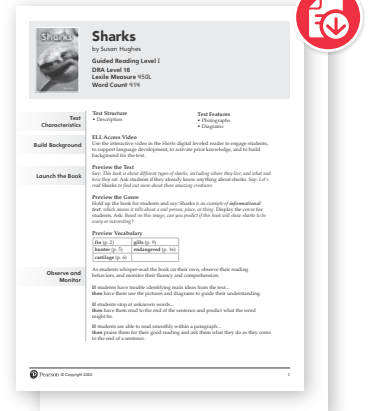 Sharks
Sharks
by Susan Hughes
Guided Reading Level I
DRA Level 16
Lexile Measure 450L
Word Count 414
Text
Characteristics
Text Structure
• Description
Text Features
• Photographs
• Diagrams
Build Background
ELL Access Video
Use the interactive video in the Sharks digital leveled reader to engage students,
to support language development, to activate prior knowledge, and to build
background for the text.
Launch the Book
Preview the Text
Say: This book is about different types of sharks, including where they live, and what and
how they eat. Ask students if they already know anything about sharks. Say: Let's
read Sharks to find out more about these amazing creatures.
Preview the Genre
Hold up the book for students and say: Sharks is an example of informational
text, which means it tells about a real person, place, or thing. Display the cover for
students. Ask: Based on this image, can you predict if this book will show sharks to be
scary or interesting?
Preview Vocabulary
fin (p. 2) gills (p. 9)
hunter (p. 5) endangered (p. 16)
cartilage (p. 6)
Observe and
Monitor
As students whisper-read the book on their own, observe their reading
behaviors, and monitor their fluency and comprehension.
If students have trouble identifying main ideas from the text...
then have them use the pictures and diagrams to guide their understanding.
If students stop at unknown words...
then have them read to the end of the sentence and predict what the word
might be.
If students are able to read smoothly within a paragraph...
then praise them for their good reading and ask them what they do as they come
to the end of a sentence.
Pearson © Copyright 2020
1